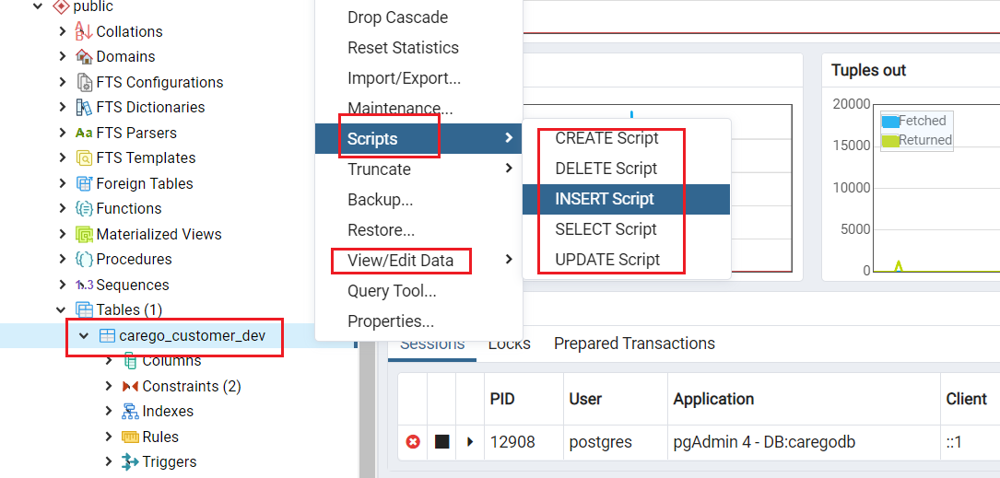 public
Collations
Domains
FTS Configurations
FTS Dictionaries
Aa FTS Parsers
FTS Templates
Foreign Tables
Functions
Materialized Views
Procedures
1..3 Sequences
Tables (1)
carego_customer_dev
Columns
Constraints (2)
Indexes
Rules
Triggers
Drop Cascade
Reset Statistics
Import/Export...
Maintenance...
Scripts
Truncate
Backup...
Restore...
View/Edit Data
Query Tool...
Properties...
CREATE Script
DELETE Script
INSERT Script
SELECT Script
UPDATE Script
Tuples out
20000
15000
10000
5000
0
Fetched
Returned
Sessions Locks Prepared Transactions
PID User Application Client
12908 postgres pgAdmin 4 - DB:caregodb ::1